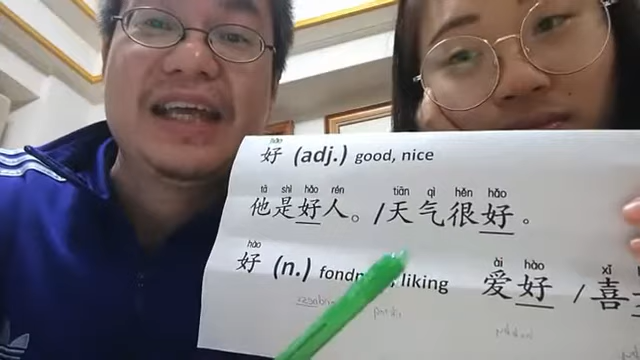 hǎo
好 (adj.) good, nice
tā shì hǎo rén tiān qì hěn hǎo
他是好人。/天气很好。
hào
好 (n.) fondn , liking
ài hào xǐ
爱好 /喜